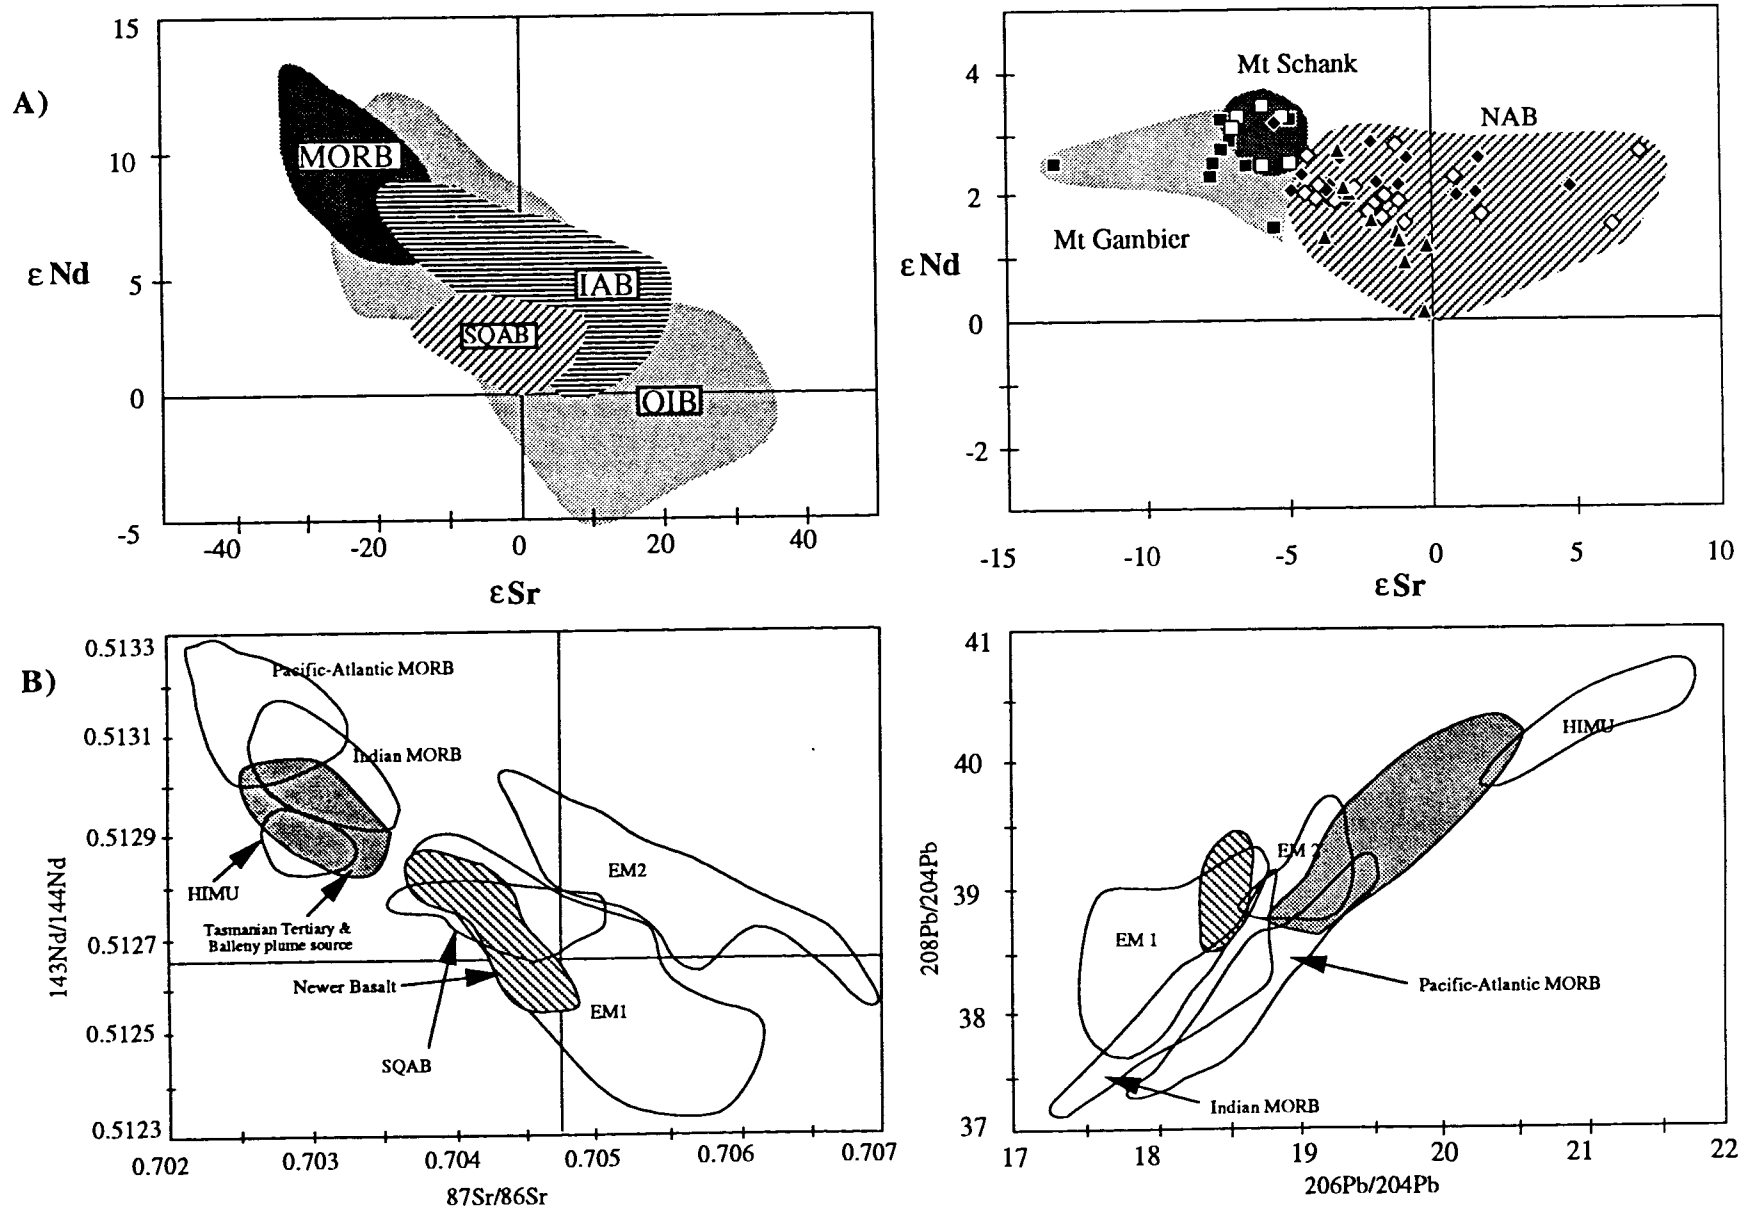 A)
15
10
5
0
-5
εNd
MORB
IAB
SQAB
OIB
-40
-20
0
20
40
εSr
4
2
0
-2
εNd
Mt Schank
NAB
Mt Gambier
-15
-10
-5
0
5
10
εSr
B)
0.5133
0.5131
0.5129
0.5127
0.5125
0.5123
143Nd/144Nd
Pacific-Atlantic MORB
Indian MORB
HIMU
Tasmanian Tertiary &
Balleny plume source
EM2
Newer Basalt
EM1
SQAB
0.702
0.703
0.704
0.705
0.706
0.707
87Sr/86Sr
41
40
39
38
37
208Pb/204Pb
HIMU
EM 2
EM 1
Pacific-Atlantic MORB
Indian MORB
17
18
19
20
21
22
206Pb/204Pb